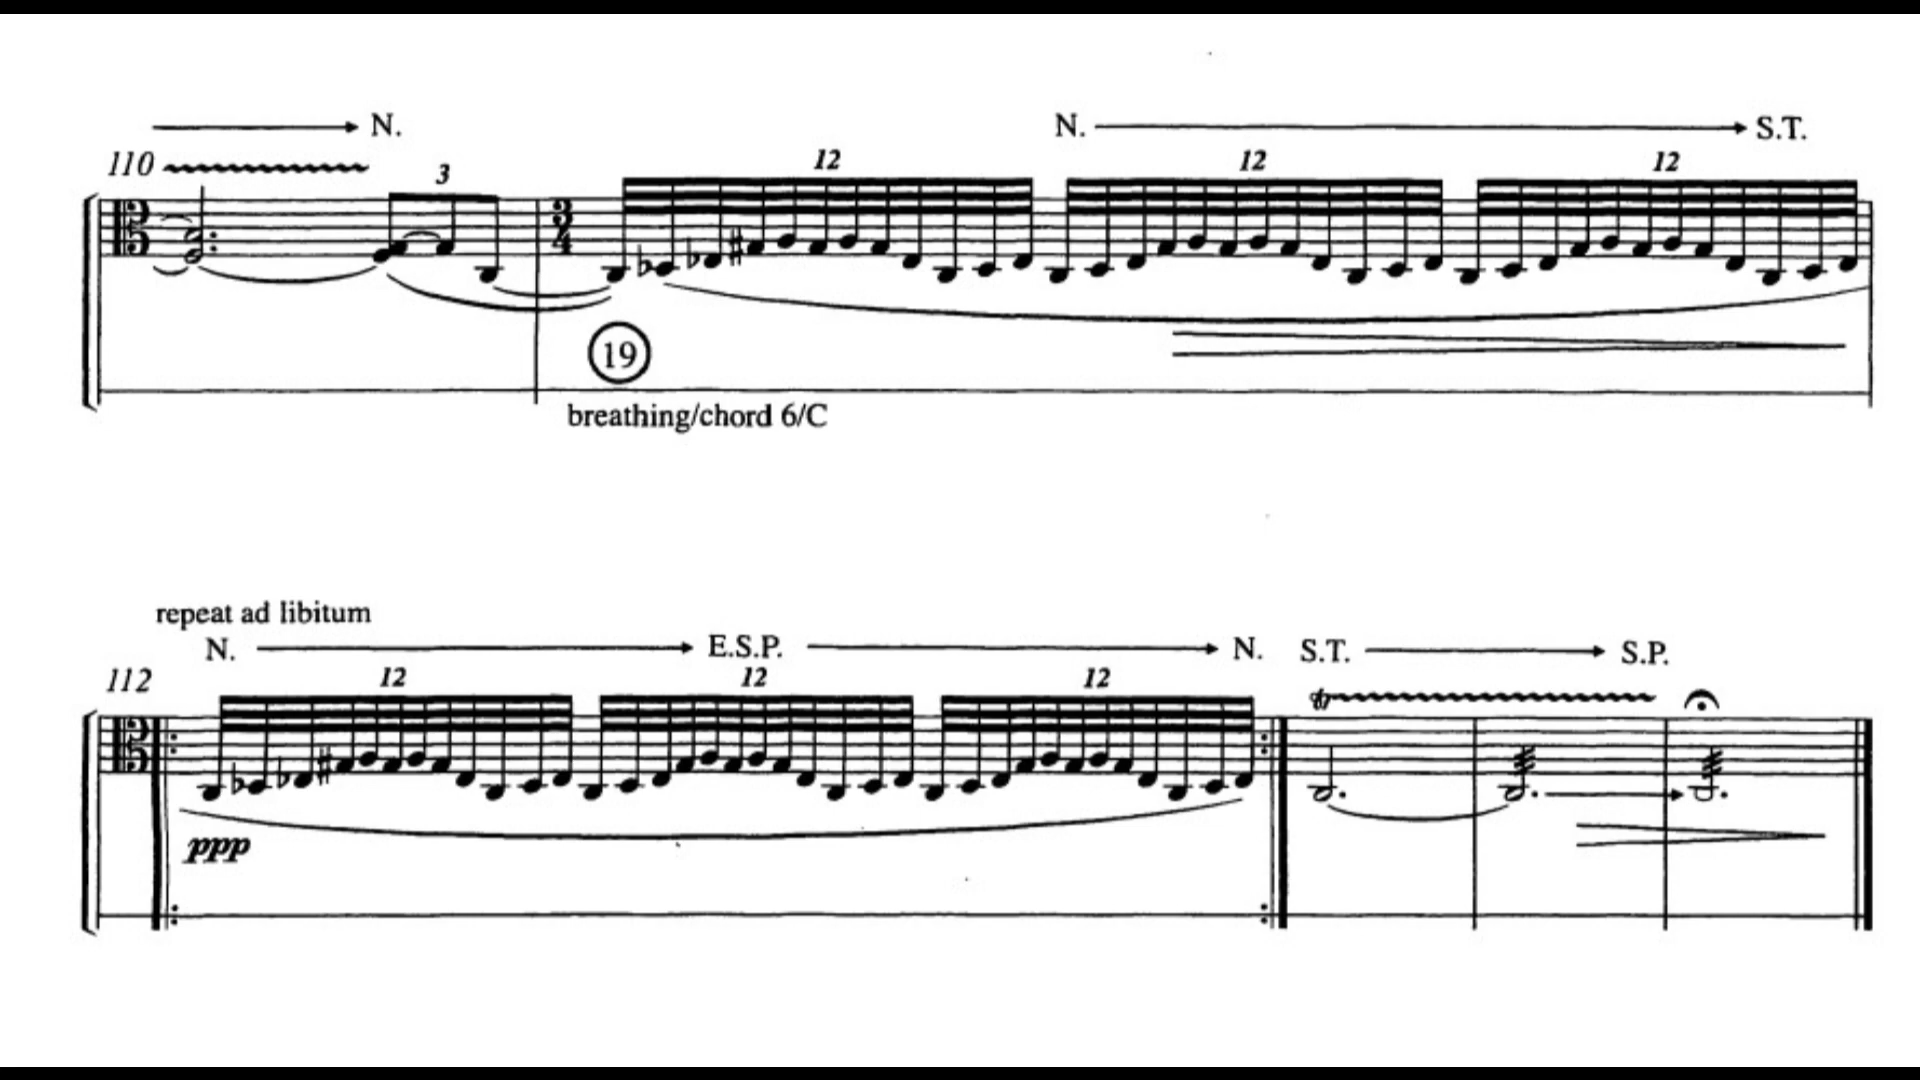 N. N. S.T.
110 3 12 12 12
3
4
19
breathing/chord 6/C
repeat ad libitum
N. E.S.P. N. S.T. S.P.
112 12 12 12
ppp